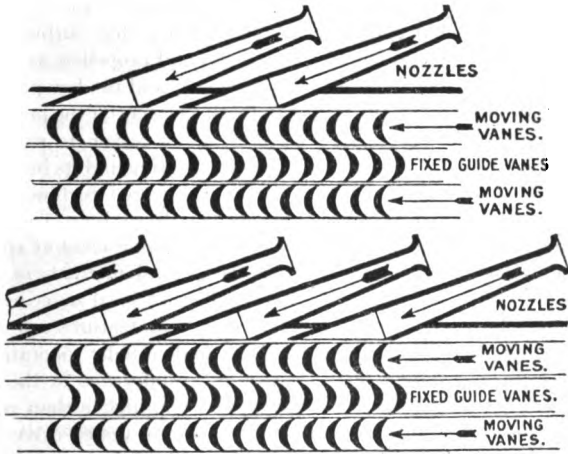 NOZZLES
MOVING
VANES.
FIXED GUIDE VANES
MOVING
VANES.
NOZZLES
MOVING
VANES.
FIXED GUIDE VANES.
MOVING
VANES.